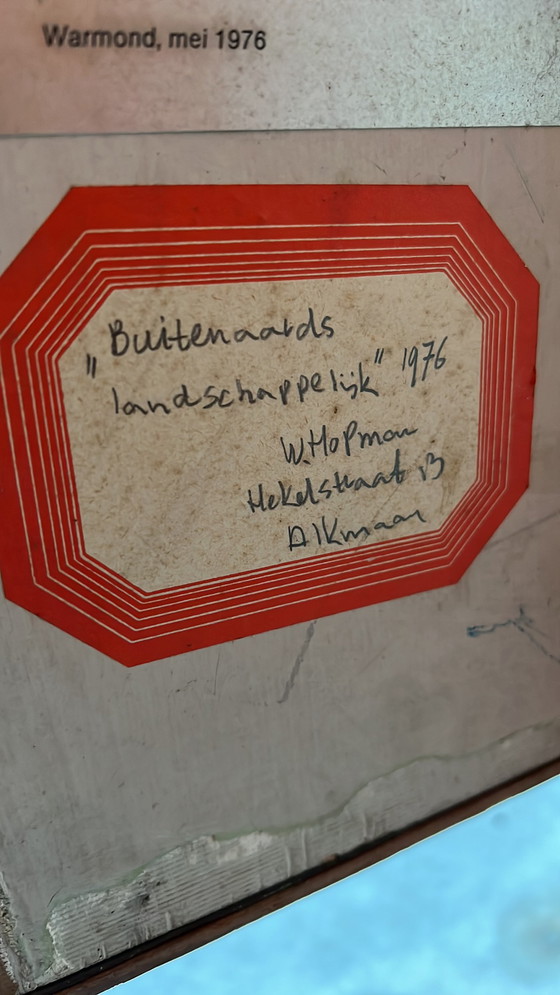 Warmond, mei 1976
„Buitenaards
landschappelijk" 1976
W. Hopman
Hekelstraat 13
Alkmaar